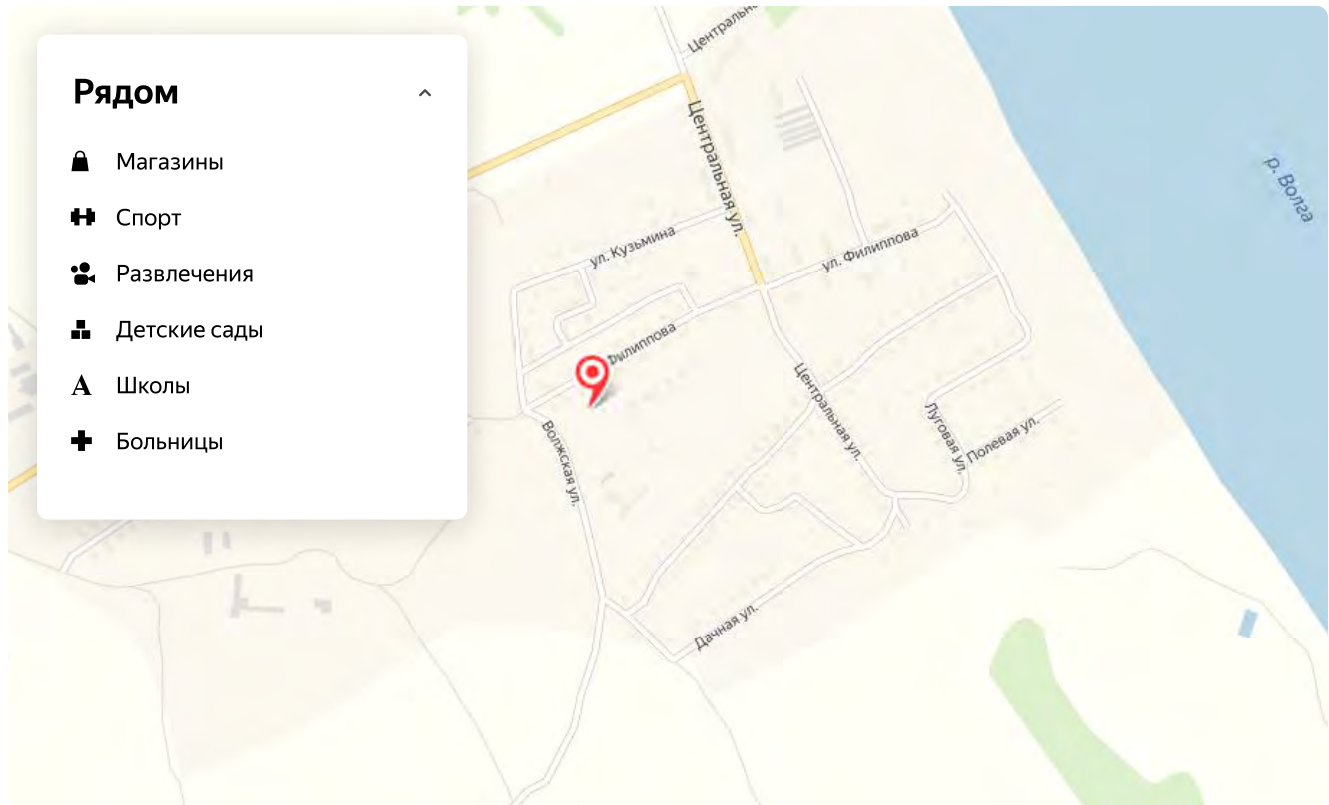 Рядом
Магазины
Спорт
Развлечения
Детские сады
A Школы
Больницы
Центральная ул.
р. Волга
ул. Кузьмина
ул. Филиппова
Филиппова
Центральная ул.
Волжская ул.
Луговая ул.
Полевая ул.
Дачная ул.